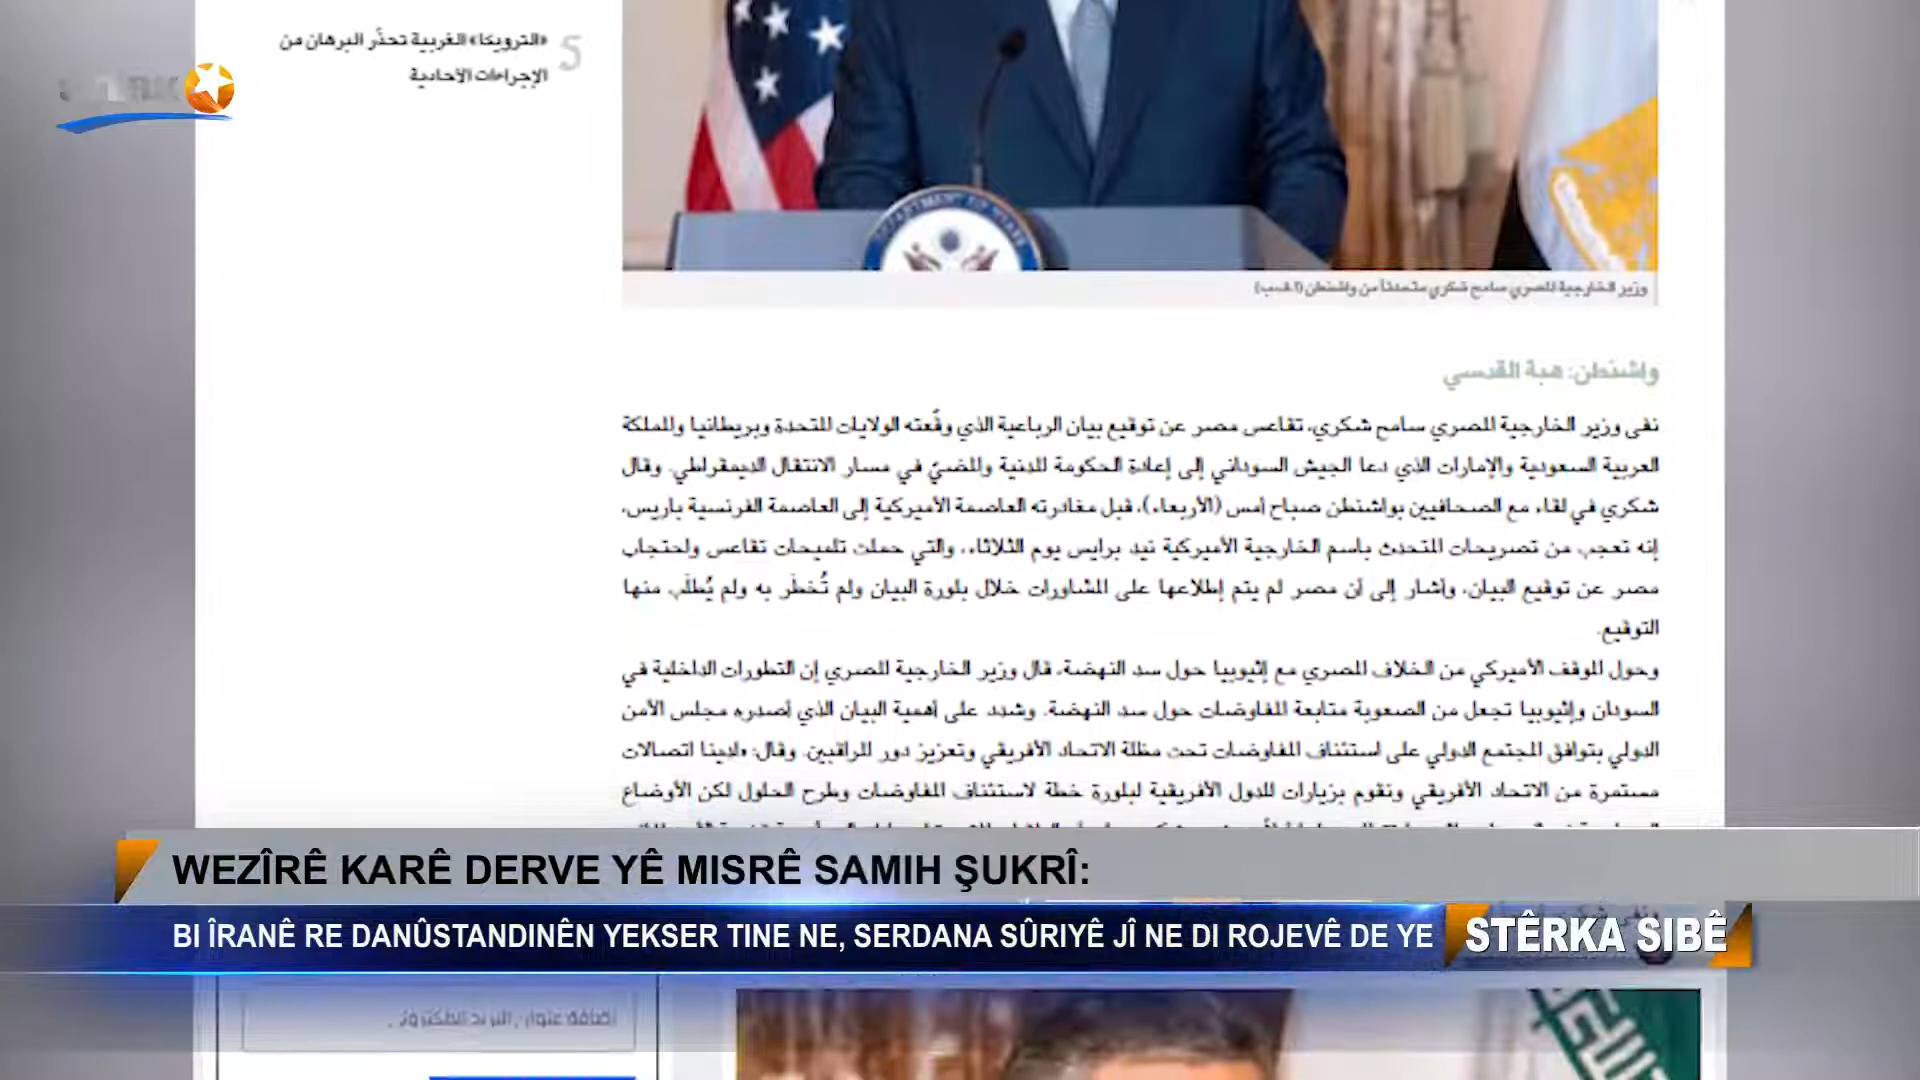 5
«الترويكا» الغربية تحذّر البرهان من
الإجراءات الأحادية
DEPARTMENT OF STATE
وزير الخارجية المصري سامح شكري متحدثاً من واشنطن (أ.ف.ب)
واشنطن: هبة القدسي
نفى وزير الخارجية المصري سامح شكري، تقاعس مصر عن توقيع بيان الرباعية الذي وقّعته الولايات المتحدة وبريطانيا والمملكة
العربية السعودية والإمارات الذي دعا الجيش السوداني إلى إعادة الحكومة المدنية والمضيّ في مسار الانتقال الديمقراطي. وقال
شكري في لقاء مع الصحافيين بواشنطن صباح أمس (الأربعاء)، قبل مغادرته العاصمة الأميركية إلى العاصمة الفرنسية باريس،
إنه تعجب من تصريحات المتحدث باسم الخارجية الأميركية نيد برايس يوم الثلاثاء، والتي حملت تلميحات تقاعس واحتجاب
مصر عن توقيع البيان، وأشار إلى أن مصر لم يتم إطلاعها على المشاورات خلال بلورة البيان ولم تُخطَر به ولم يُطلَب منها
التوقيع.
وحول الموقف الأميركي من الخلاف المصري مع إثيوبيا حول سد النهضة، قال وزير الخارجية المصري إن التطورات الداخلية في
السودان وإثيوبيا تجعل من الصعوبة متابعة المفاوضات حول سد النهضة. وشدد على أهمية البيان الذي أصدره مجلس الأمن
الدولي بتوافق المجتمع الدولي على استئناف المفاوضات تحت مظلة الاتحاد الأفريقي وتعزيز دور المراقبين. وقال: «لدينا اتصالات
مستمرة من الاتحاد الأفريقي ونقوم بزيارات للدول الأفريقية لبلورة خطة لاستئناف المفاوضات وطرح الحلول لكن الأوضاع
WEZÎRÊ KARÊ DERVE YÊ MISRÊ SAMIH ŞUKRÎ:
BI ÎRANÊ RE DANÛSTANDINÊN YEKSER TINE NE, SERDANA SÛRIYÊ JÎ NE DI ROJEVÊ DE YE
STÊRKA SIBÊ
إضافة عنوان البريد الإلكتروني